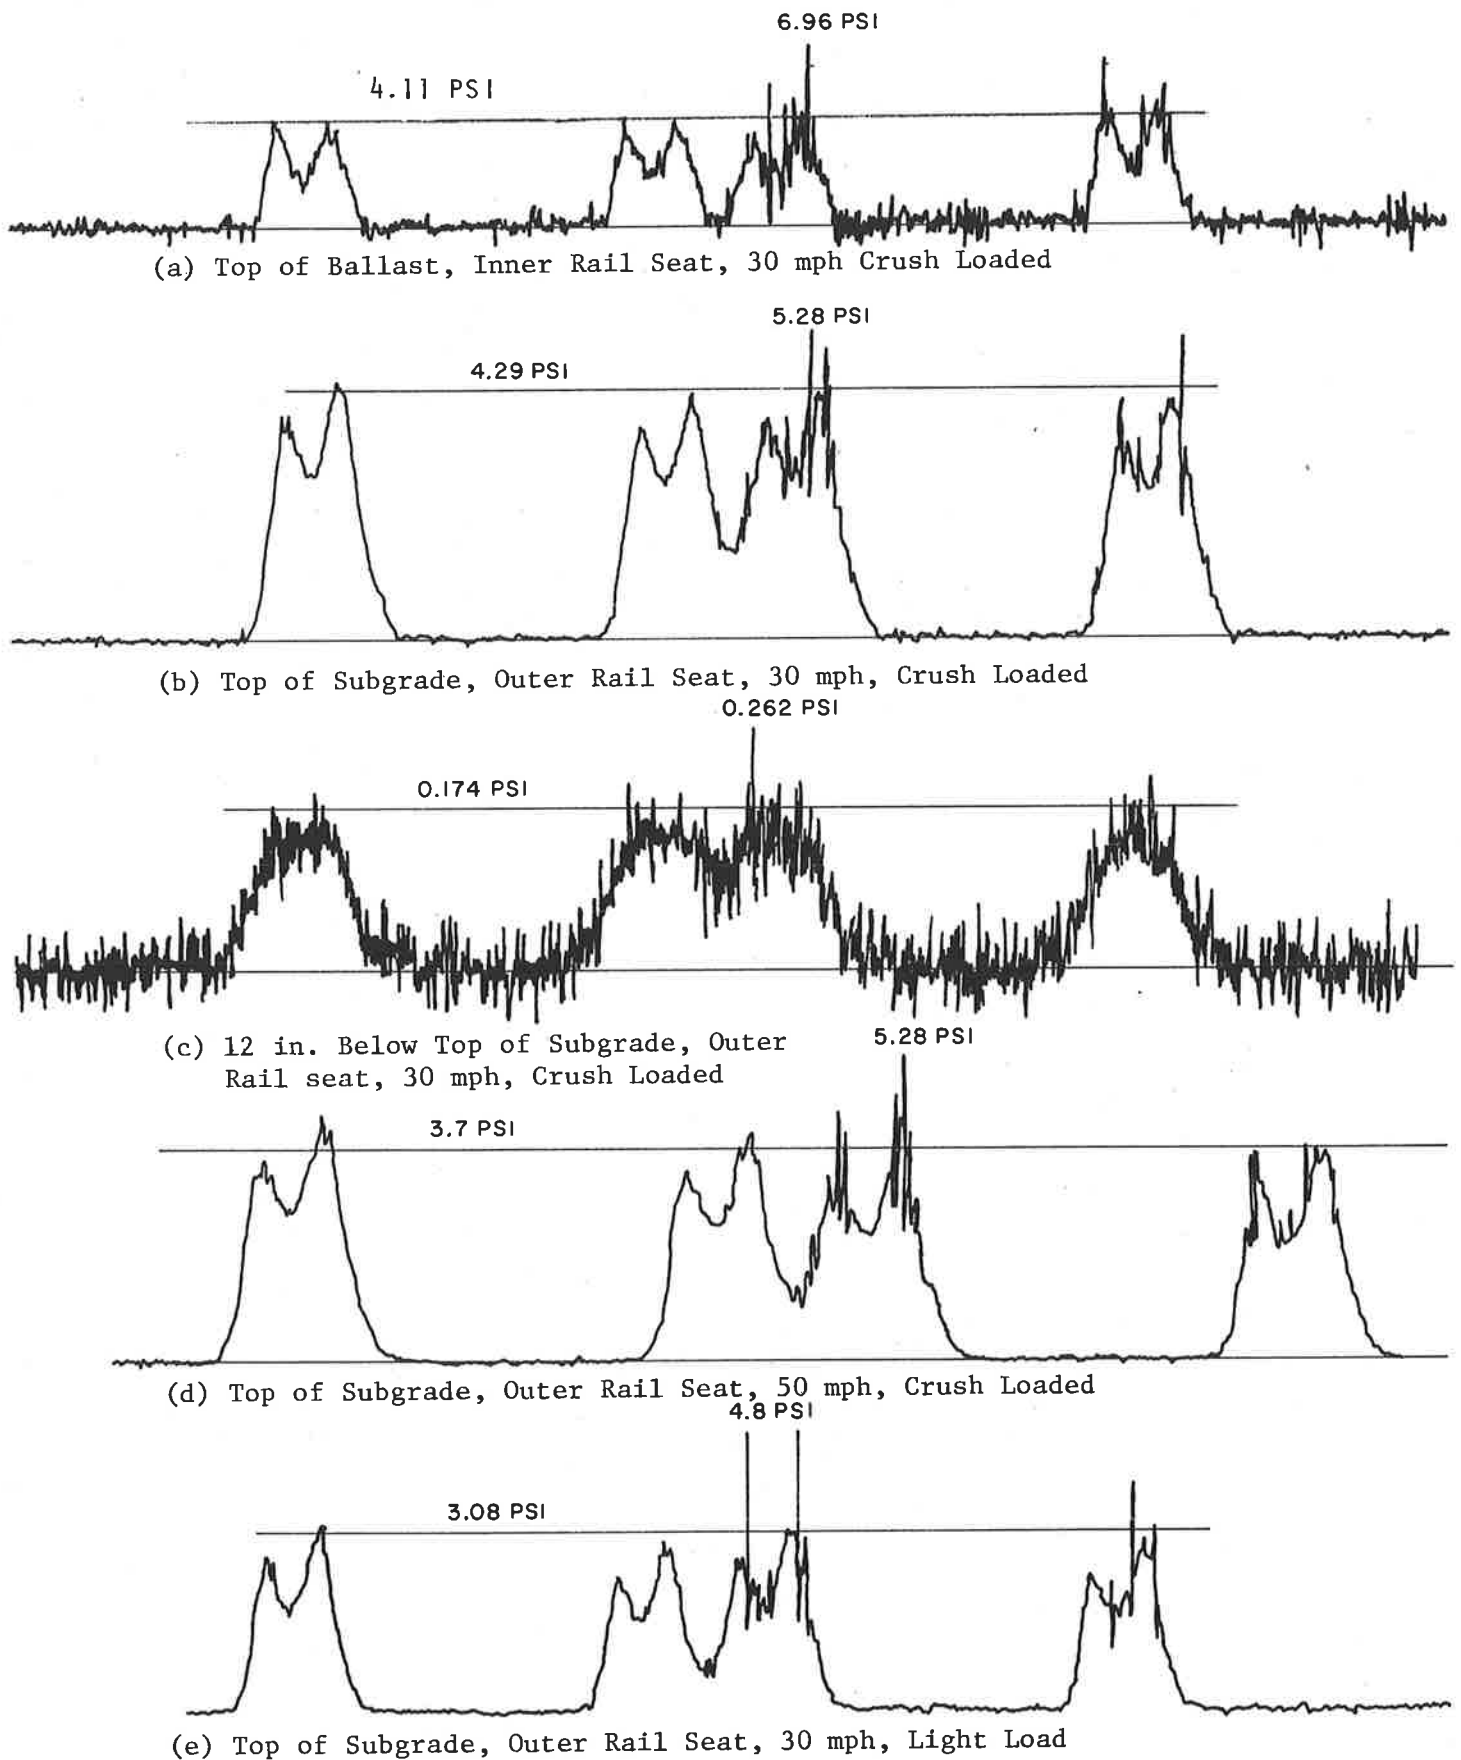 6.96 PSI
4.11 PSI
(a) Top of Ballast, Inner Rail Seat, 30 mph Crush Loaded
5.28 PSI
4.29 PSI
(b) Top of Subgrade, Outer Rail Seat, 30 mph, Crush Loaded
0.262 PSI
0.174 PSI
(c) 12 in. Below Top of Subgrade, Outer
Rail seat, 30 mph, Crush Loaded
5.28 PSI
3.7 PSI
(d) Top of Subgrade, Outer Rail Seat, 50 mph, Crush Loaded
4.8 PSI
3.08 PSI
(e) Top of Subgrade, Outer Rail Seat, 30 mph, Light Load